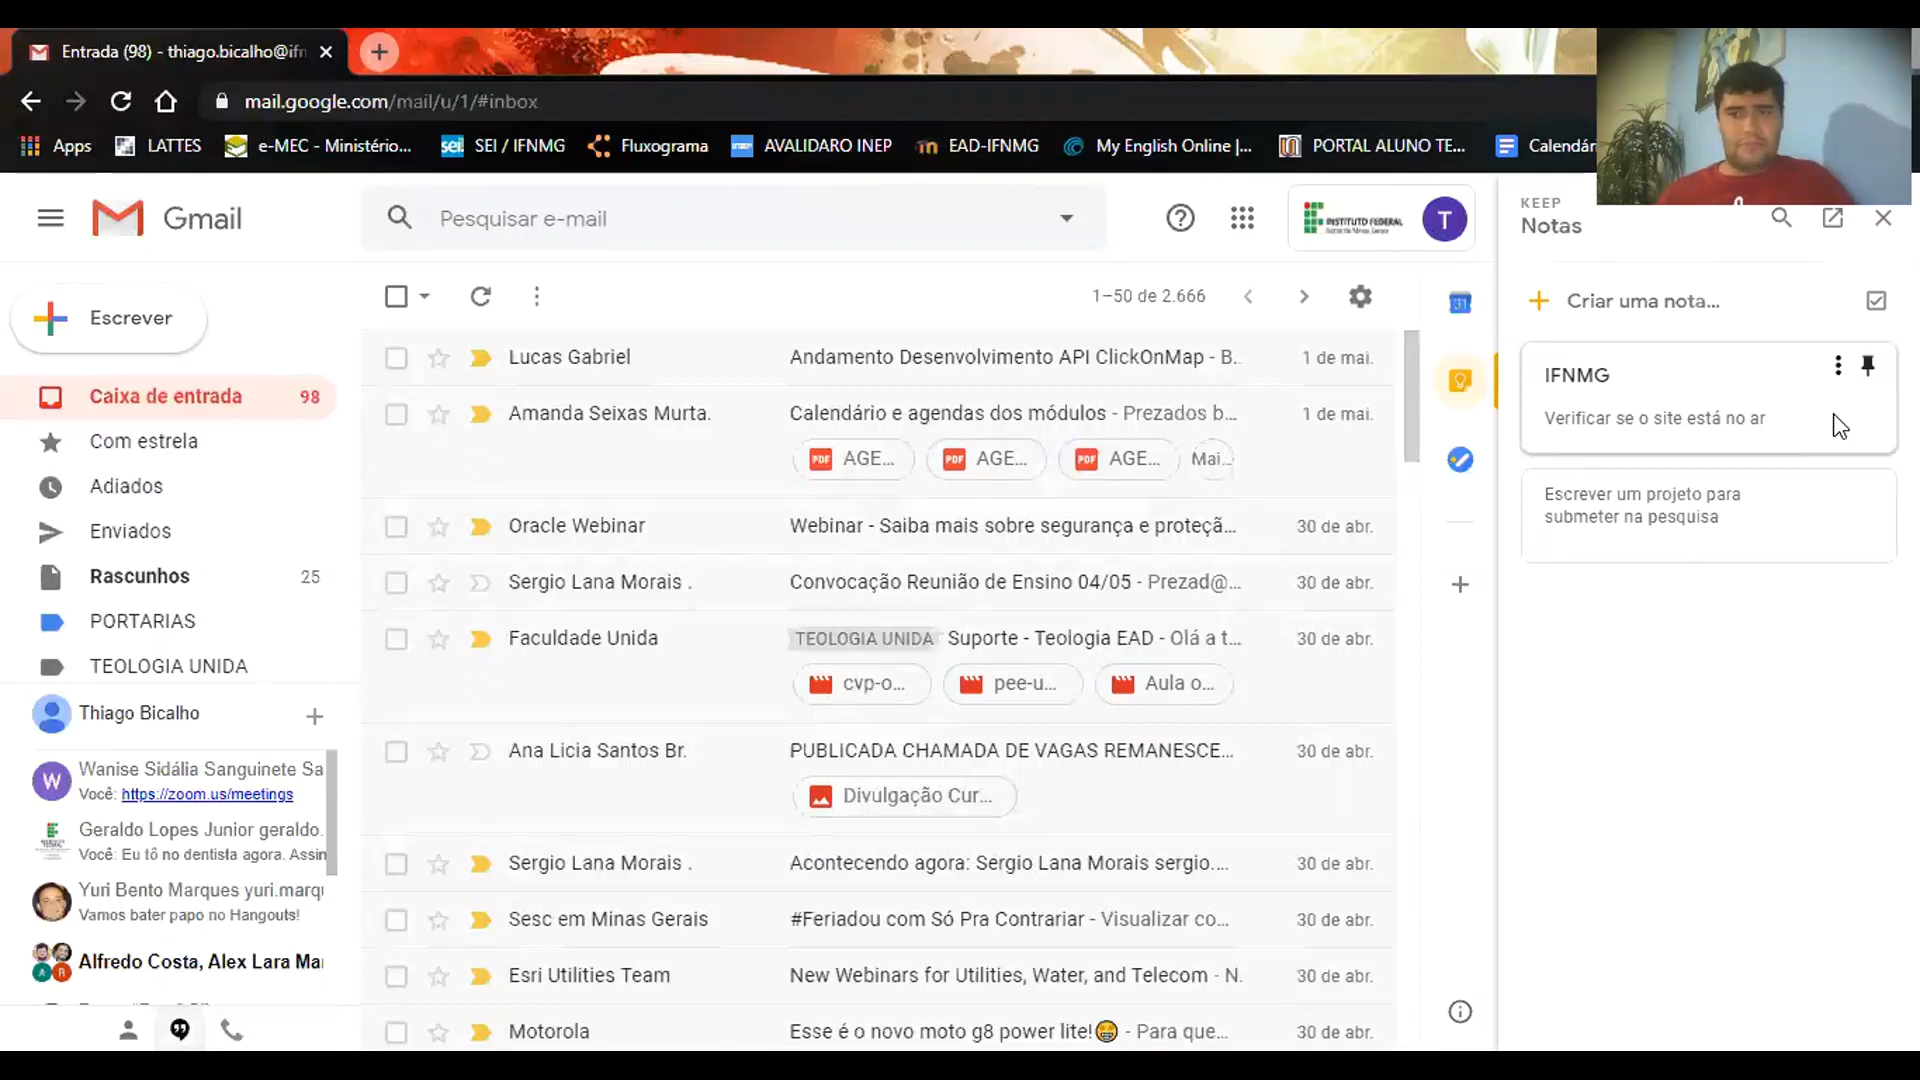 Entrada (98) - thiago.bicalho@ifn
mail.google.com/mail/u/1/#inbox
Apps
LATTES
e-MEC - Ministério...
sei!
SEI / IFNMG
Fluxograma
AVALIDARO INEP
EAD-IFNMG
My English Online |...
PORTAL ALUNO TE...
Calendár
Gmail
Pesquisar e-mail
INSTITUTO FEDERAL
T
KEEP
Notas
Escrever
1–50 de 2.666
31
Criar uma nota...
Caixa de entrada 98
Com estrela
Adiados
Enviados
Rascunhos 25
PORTARIAS
TEOLOGIA UNIDA
Thiago Bicalho
W
Wanise Sidália Sanguinete Sa
Você: https://zoom.us/meetings
Geraldo Lopes Junior geraldo.
Você: Eu tô no dentista agora. Assin
Yuri Bento Marques yuri.marqu
Vamos bater papo no Hangouts!
A R
Alfredo Costa, Alex Lara Mar
Lucas Gabriel Andamento Desenvolvimento API ClickOnMap - B... 1 de mai.
Amanda Seixas Murta. Calendário e agendas dos módulos - Prezados b... 1 de mai.
PDF AGE... PDF AGE... PDF AGE... Mai...
Oracle Webinar Webinar - Saiba mais sobre segurança e proteçã... 30 de abr.
Sergio Lana Morais . Convocação Reunião de Ensino 04/05 - Prezad@... 30 de abr.
Faculdade Unida TEOLOGIA UNIDA Suporte - Teologia EAD - Olá a t... 30 de abr.
cvp-o... pee-u... Aula o...
Ana Licia Santos Br. PUBLICADA CHAMADA DE VAGAS REMANESCE... 30 de abr.
Divulgação Cur...
Sergio Lana Morais . Acontecendo agora: Sergio Lana Morais sergio.... 30 de abr.
Sesc em Minas Gerais #Feriadou com Só Pra Contrariar - Visualizar co... 30 de abr.
Esri Utilities Team New Webinars for Utilities, Water, and Telecom - N. 30 de abr.
Motorola Esse é o novo moto g8 power lite!😁 - Para que... 30 de abr.
IFNMG
Verificar se o site está no ar
Escrever um projeto para
submeter na pesquisa